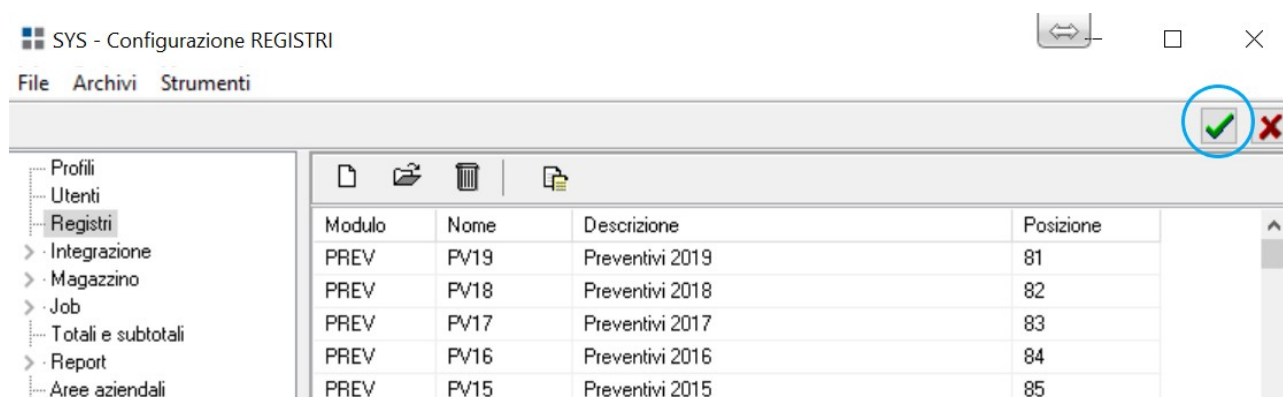 SYS - Configurazione REGISTRI
File Archivi Strumenti
Profili
Utenti
Registri
Integrazione
Magazzino
Job
Totali e subtotali
Report
Aree aziendali
Modulo Nome Descrizione Posizione
PREV PV19 Preventivi 2019 81
PREV PV18 Preventivi 2018 82
PREV PV17 Preventivi 2017 83
PREV PV16 Preventivi 2016 84
PREV PV15 Preventivi 2015 85